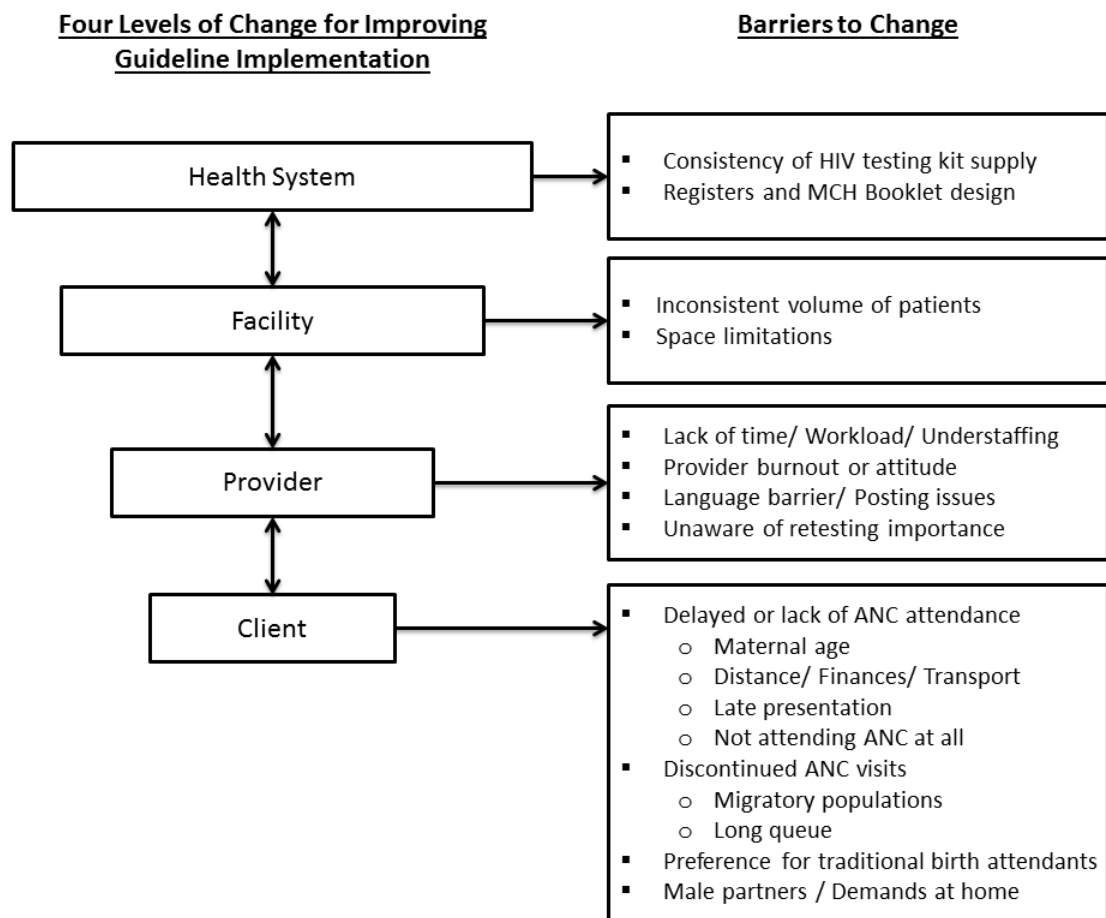 Four Levels of Change for Improving
Guideline Implementation
Barriers to Change
Health System
▪ Consistency of HIV testing kit supply
▪ Registers and MCH Booklet design
Facility
▪ Inconsistent volume of patients
▪ Space limitations
Provider
▪ Lack of time/ Workload/ Understaffing
▪ Provider burnout or attitude
▪ Language barrier/ Posting issues
▪ Unaware of retesting importance
Client
▪ Delayed or lack of ANC attendance
o Maternal age
o Distance/ Finances/ Transport
o Late presentation
o Not attending ANC at all
▪ Discontinued ANC visits
o Migratory populations
o Long queue
▪ Preference for traditional birth attendants
▪ Male partners / Demands at home